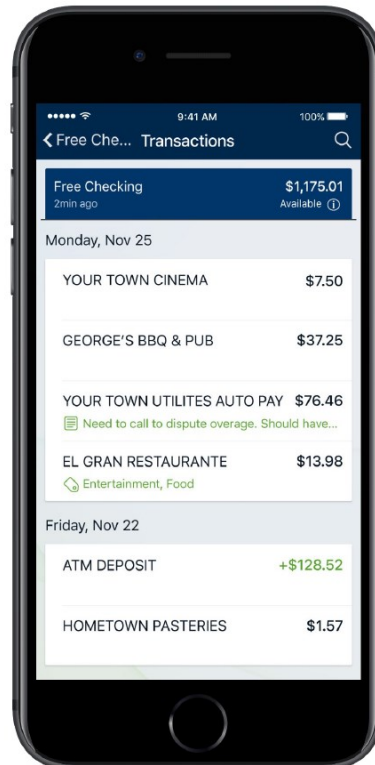 9:41 AM
100%
Free Che... Transactions
Free Checking $1,175.01
2min ago Available
Monday, Nov 25
YOUR TOWN CINEMA $7.50
GEORGE'S BBQ & PUB $37.25
YOUR TOWN UTILITES AUTO PAY $76.46
Need to call to dispute overage. Should have...
EL GRAN RESTAURANTE $13.98
Entertainment, Food
Friday, Nov 22
ATM DEPOSIT +$128.52
HOMETOWN PASTERIES $1.57